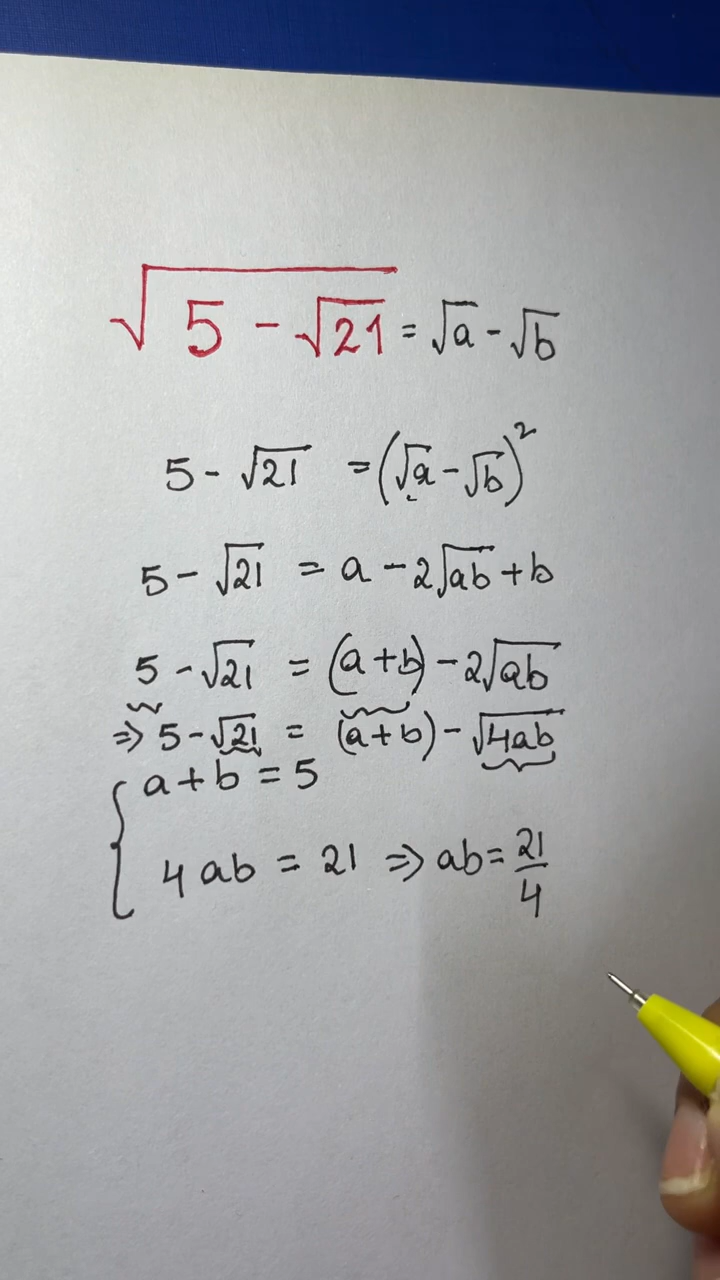 √(5 - √21) = √a - √b
5 - √21 = (√a - √b)²
5 - √21 = a - 2√ab + b
5 - √21 = (a + b) - 2√ab
⇒ 5 - √21 = (a + b) - √4ab
a + b = 5
4ab = 21 ⇒ ab = 21/4